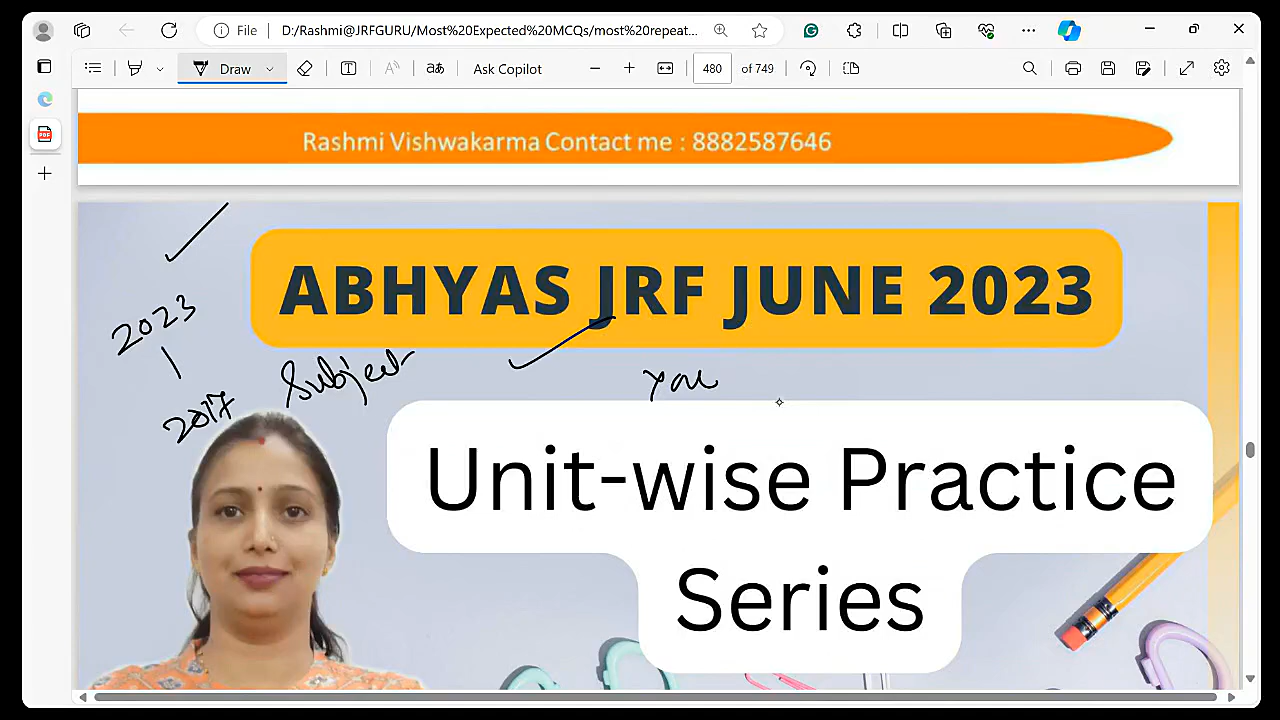 File D:/Rashmi@JRFGURU/Most%20Expected%20MCQs/most%20repeat...
Draw Ask Copilot 480 of 749
Rashmi Vishwakarma Contact me : 8882587646
ABHYAS JRF JUNE 2023
2023
Subject
2017
Unit-wise Practice
Series